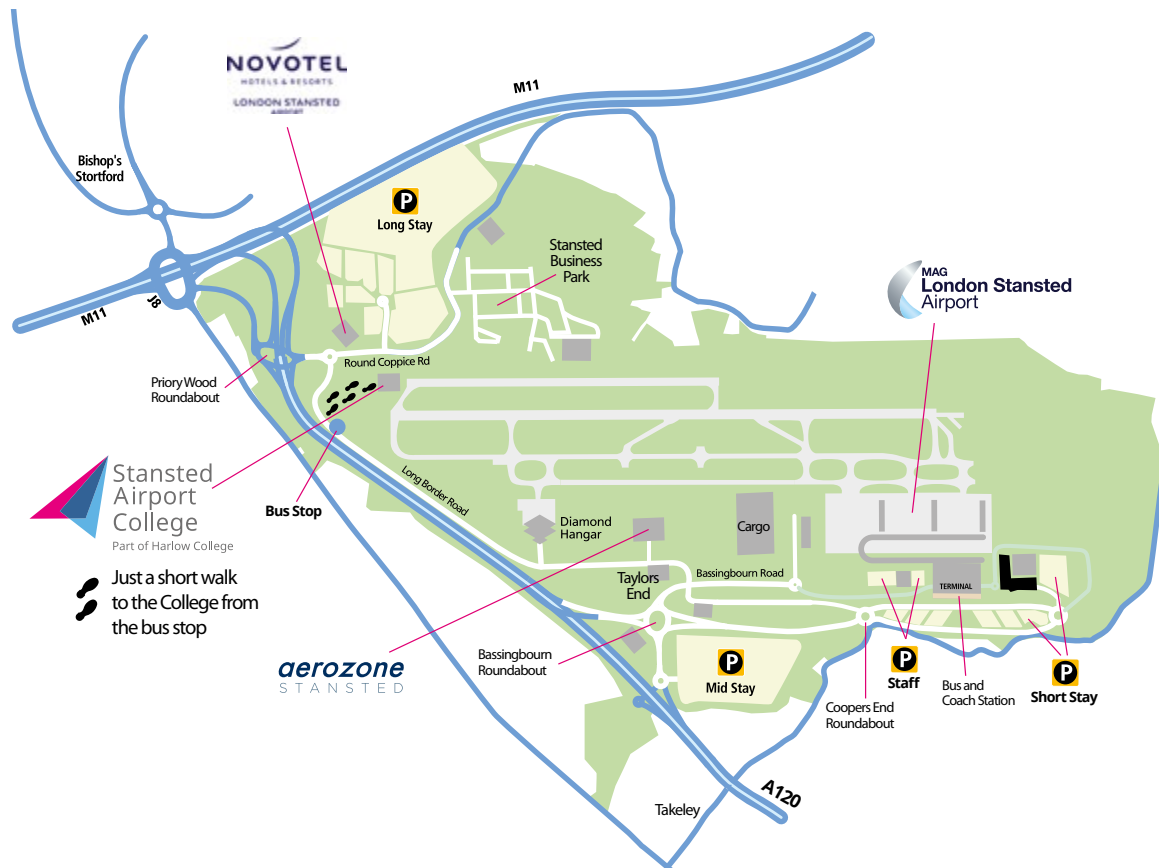 NOVOTEL
HOTELS & RESORTS
LONDON STANSTED
AIRPORT
M11
Bishop's
Stortford
P
Long Stay
Stansted
Business
Park
MAG
London Stansted
Airport
J8
M11
Round Coppice Rd
Priory Wood
Roundabout
Stansted
Airport
College
Part of Harlow College
Bus Stop
Long Border Road
Diamond
Hangar
Cargo
Just a short walk
to the College from
the bus stop
Taylors
End
Bassingbourn Road
TERMINAL
aerozone
STANSTED
Bassingbourn
Roundabout
P
Mid Stay
P
Staff
Bus and
Coach Station
P
Short Stay
Coopers End
Roundabout
Takeley
A120